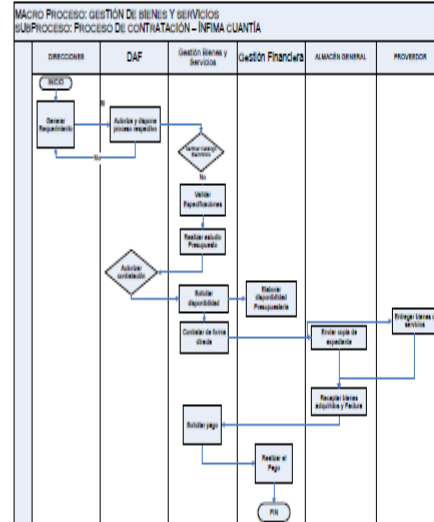 MACRO PROCESO: GESTIÓN DE BIENES Y SERVICIOS
SUBPROCESO: PROCESO DE CONTRATACIÓN – ÍNFIMA CUANTÍA
DIRECCIONES
DAF
Gestión Bienes y
Servicios
Gestión Financiera
ALMACÉN GENERAL
PROVEEDOR
INICIO
Generar
Requerimiento
Autoriza y dispone
proceso respectivo
No
No
Validar
Especificaciones
Realizar estudio
Presupuesto
Autorizar
contratación
Solicitar
disponibilidad
Elaborar
disponibilidad
Presupuestaria
Contratar de forma
directa
Enviar copia de
expediente
Entregar bienes o
servicios
Receptar bienes
adquiridos y Factura
Solicitar pago
Realizar el
Pago
FIN